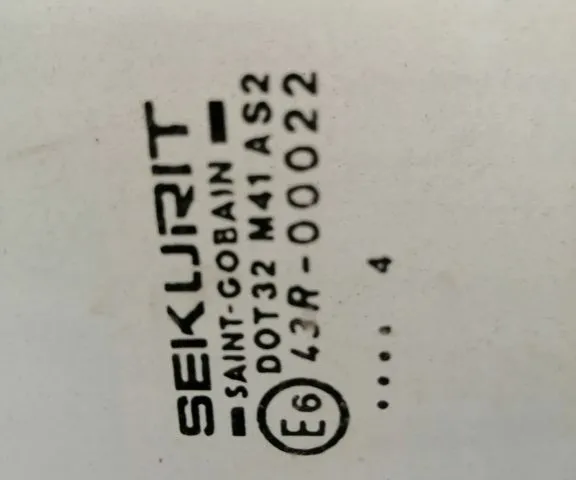 SEKURIT
SAINT-GOBAIN
DOT32 M41 AS2
E6 43R-00022
.... 4